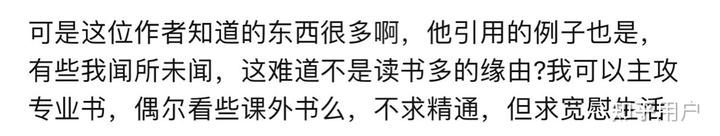 可是这位作者知道的东西很多啊，他引用的例子也是，
有些我闻所未闻，这难道不是读书多的缘由?我可以主攻
专业书，偶尔看些课外书么，不求精通，但求宽慰生活
知乎用户